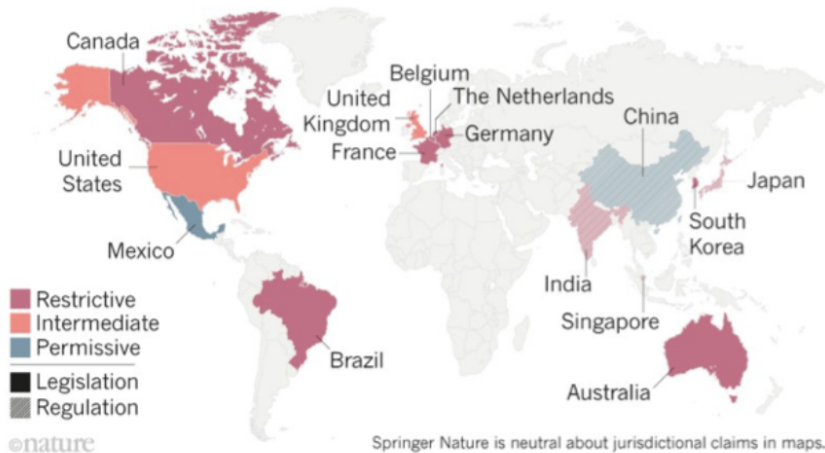 Canada
Belgium
The Netherlands
United
Kingdom
China
Germany
France
United
States
Japan
South
Korea
Mexico
India
Singapore
Restrictive
Intermediate
Permissive
Brazil
Legislation
Regulation
Australia
©nature
Springer Nature is neutral about jurisdictional claims in maps.